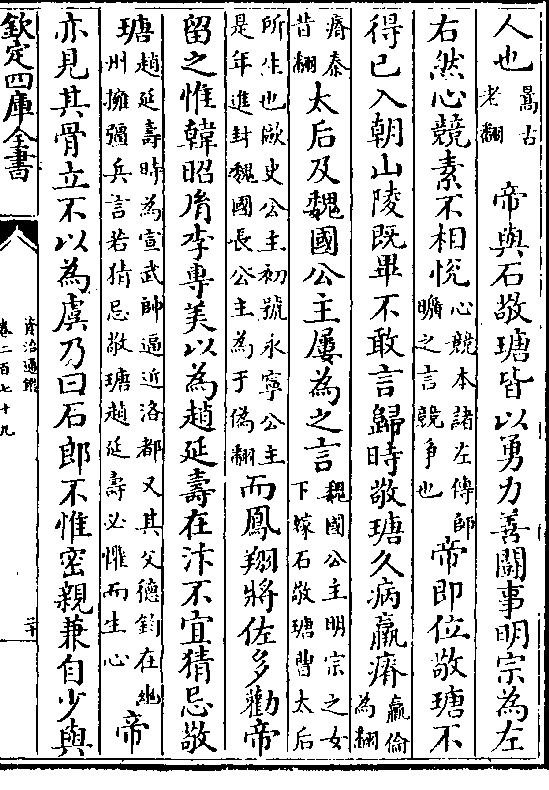 人也暠古老翻帝與石敬瑭皆以勇力善鬭事明宗為左
右然心競素不相悅心競本諸左傳師曠之言競爭也帝即位敬瑭不
得已入朝山陵既畢不敢言歸時敬瑭久病羸瘠羸倫為翻
瘠秦昔翻太后及魏國公主屢為之言魏國公主明宗之女下嫁石敬瑭曹太后
所生也歐史公主初號永寧公主是年進封魏國長公主為于偽翻而鳳翔將佐多勸帝
留之惟韓昭胤李專美以為趙延壽在汴不宜猜忌敬
瑭趙延壽時為宣武帥逼近洛都又其父德鈞在幽州擁彊兵言若猜忌敬瑭趙延壽必懼而生心帝
亦見其骨立不以為虞乃曰石郎不惟密親兼自少與
欽定四庫全書
資治通鑑
卷二百七十九
二十